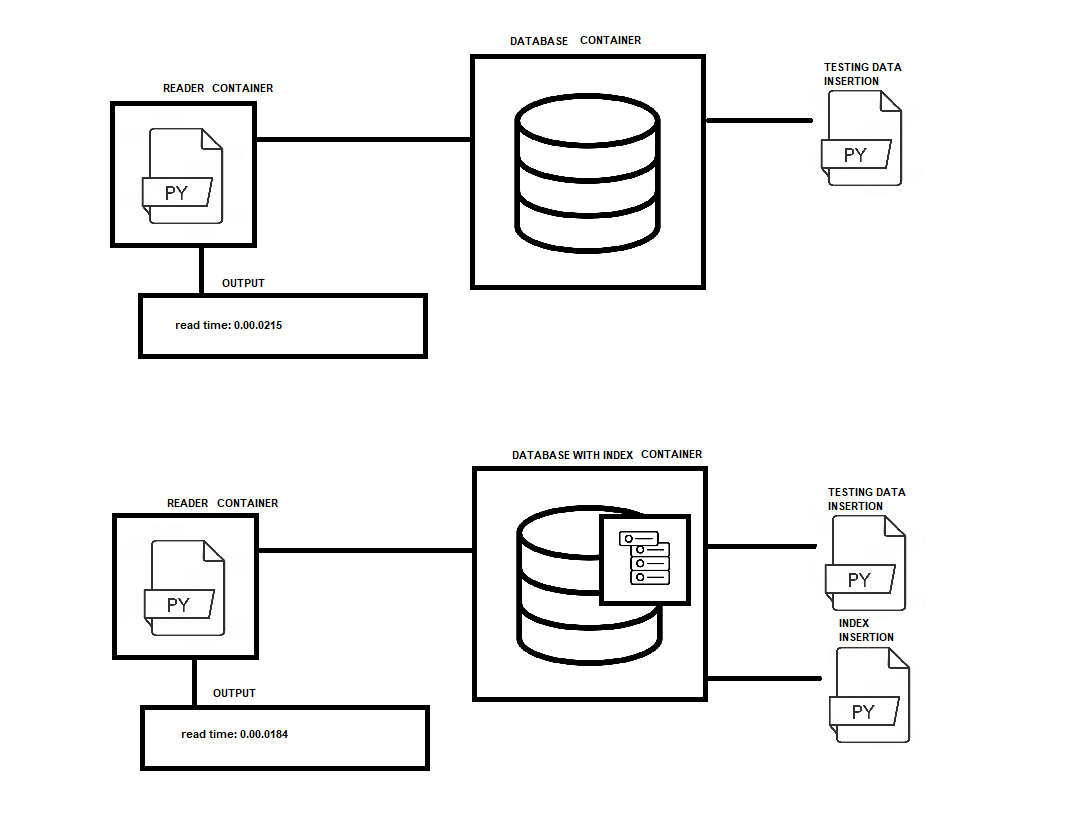 DATABASE CONTAINER
TESTING DATA
INSERTION
READER CONTAINER
PY
PY
OUTPUT
read time: 0.00.0215
DATABASE WITH INDEX CONTAINER
READER CONTAINER
TESTING DATA
INSERTION
PY
PY
INDEX
INSERTION
OUTPUT
PY
read time: 0.00.0184